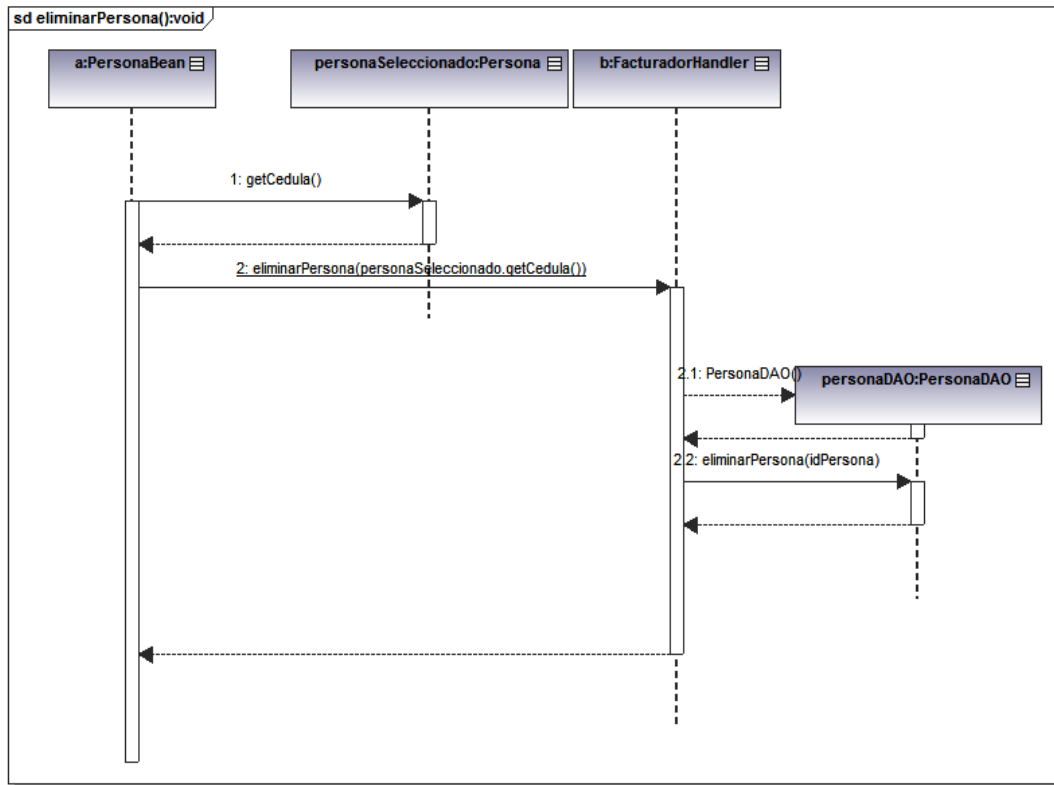 sd eliminarPersona():void
a:PersonaBean
personaSeleccionado:Persona
b:FacturadorHandler
1: getCedula()
2: eliminarPersona(personaSeleccionado.getCedula())
2.1: PersonaDAO()
personaDAO:PersonaDAO
2.2: eliminarPersona(idPersona)